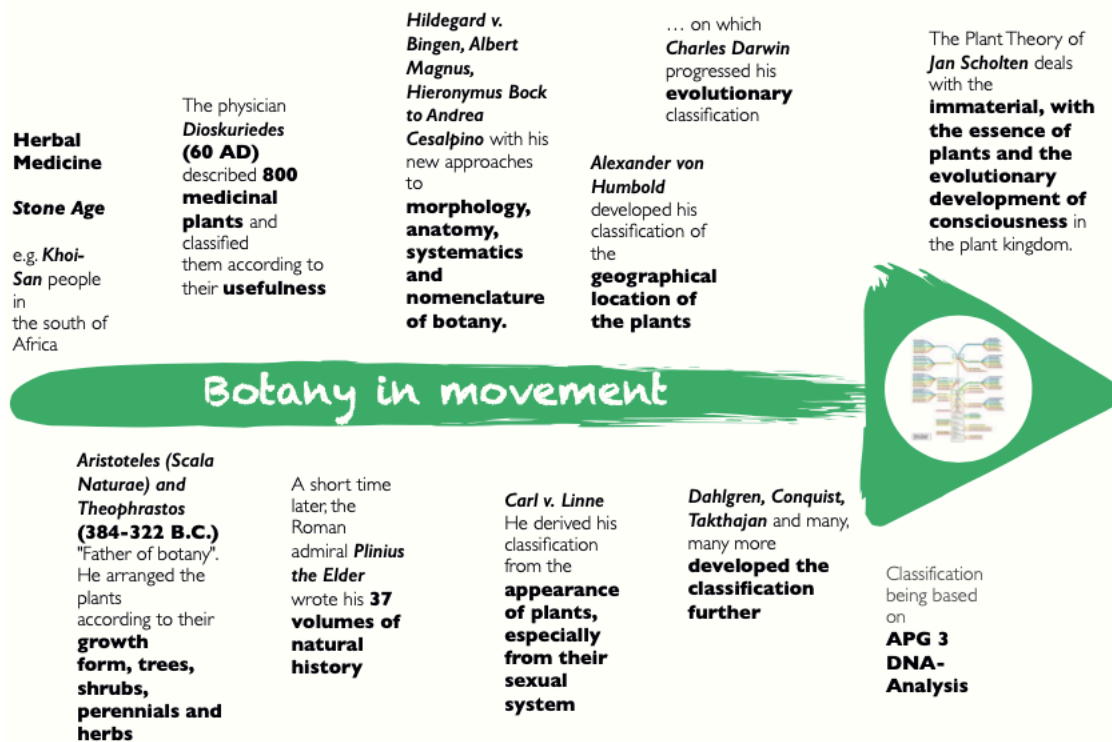 Herbal
Medicine
Stone Age
e.g. Khoi-
San people
in
the south of
Africa
The physician
Dioskuriedes
(60 AD)
described 800
medicinal
plants and
classified
them according to
their usefulness
Hildegard v.
Bingen, Albert
Magnus,
Hieronymus Bock
to Andrea
Cesalpino with his
new approaches
to
morphology,
anatomy,
systematics
and
nomenclature
of botany.
Alexander von
Humbold
developed his
classification of
the
geographical
location of
the plants
… on which
Charles Darwin
progressed his
evolutionary
classification
The Plant Theory of
Jan Scholten deals
with the
immaterial, with
the essence of
plants and the
evolutionary
development of
consciousness in
the plant kingdom.
Botany in movement
Aristoteles (Scala
Naturae) and
Theophrastos
(384-322 B.C.)
"Father of botany".
He arranged the
plants
according to their
growth
form, trees,
shrubs,
perennials and
herbs
A short time
later, the
Roman
admiral Plinius
the Elder
wrote his 37
volumes of
natural
history
Carl v. Linne
He derived his
classification
from the
appearance
of plants,
especially
from their
sexual
system
Dahlgren, Conquist,
Takthajan and many,
many more
developed the
classification
further
Classification
being based
on
APG 3
DNA-
Analysis